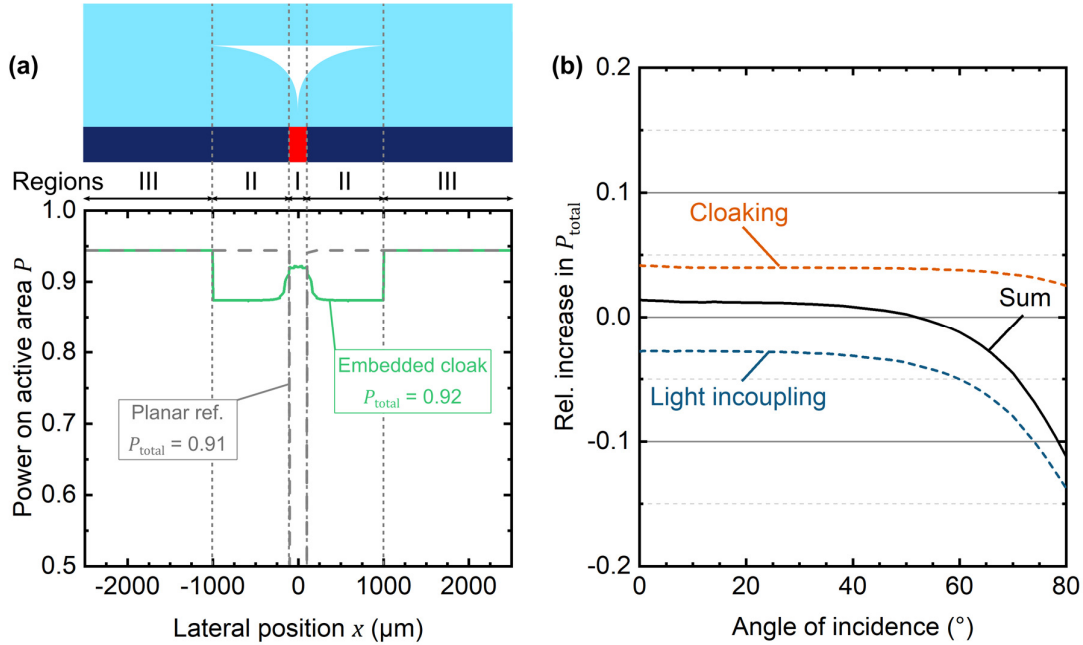 (a)
Regions III II I II III
1.0
0.9
0.8
0.7
0.6
0.5
Power on active area P
Embedded cloak
P_total = 0.92
Planar ref.
P_total = 0.91
-2000 -1000 0 1000 2000
Lateral position x (µm)
(b)
0.2
0.1
0.0
-0.1
-0.2
Rel. increase in P_total
Cloaking
Sum
Light incoupling
0 20 40 60 80
Angle of incidence (°)